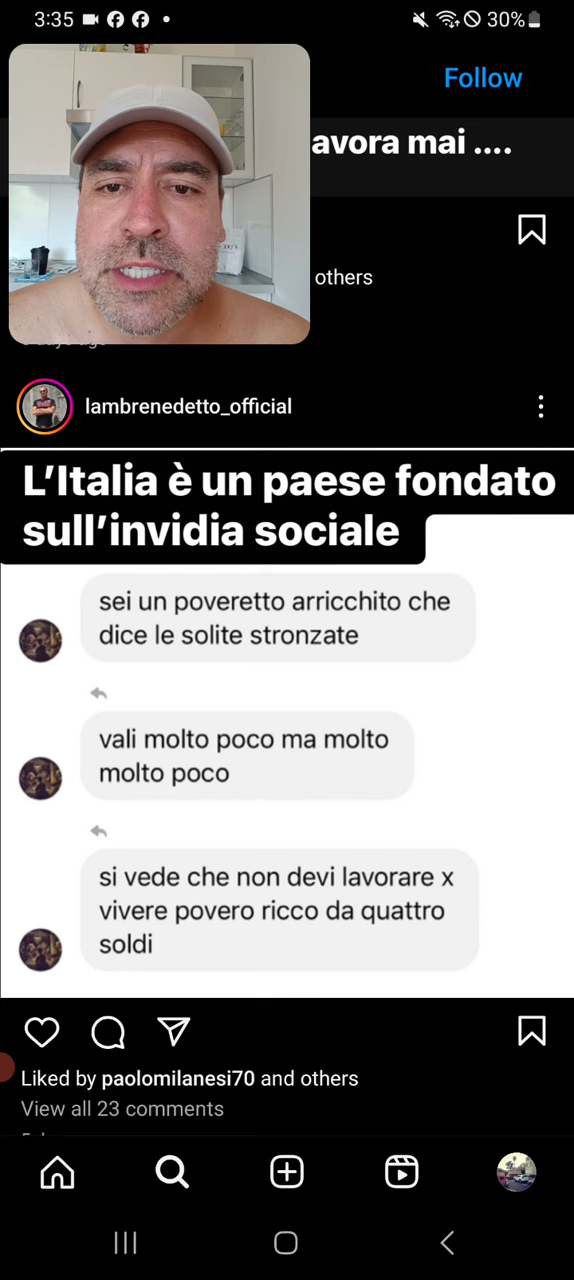 3:35
30%
Follow
avora mai ....
others
days ago
lambrenedetto_official
L'Italia è un paese fondato
sull'invidia sociale
sei un poveretto arricchito che
dice le solite stronzate
vali molto poco ma molto
molto poco
si vede che non devi lavorare x
vivere povero ricco da quattro
soldi
Liked by paolomilanesi70 and others
View all 23 comments